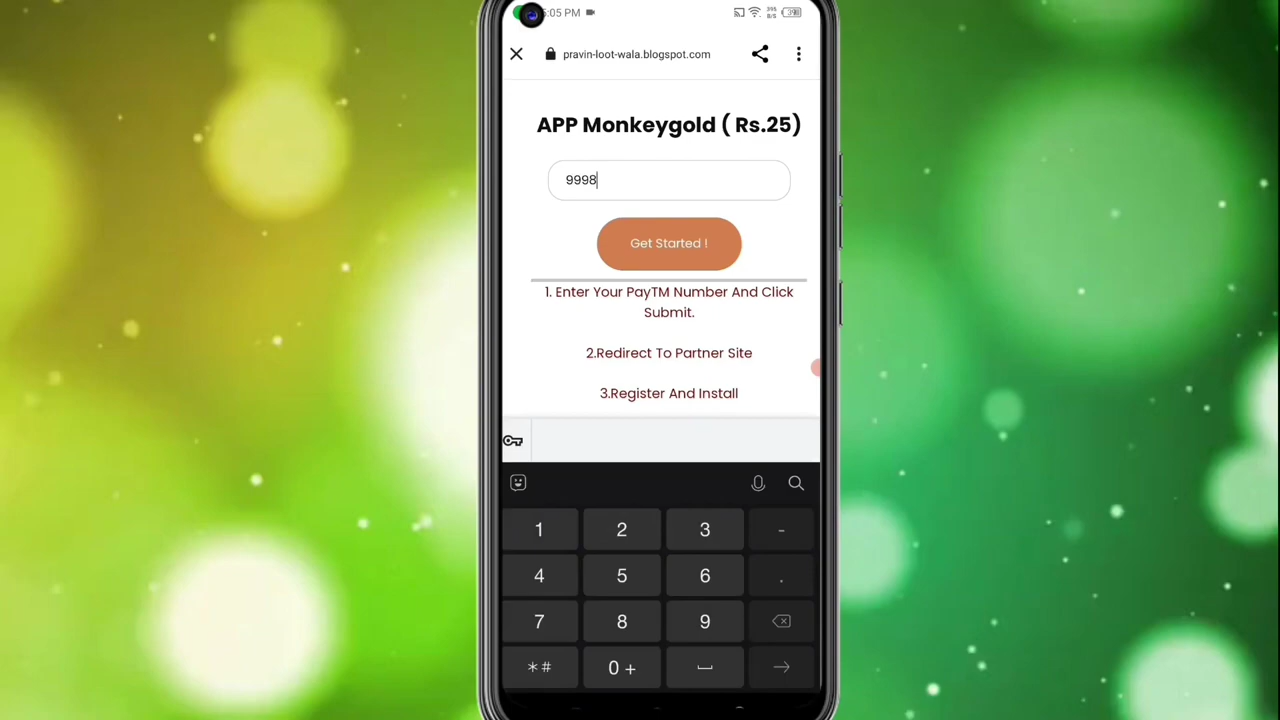 5:05 PM
pravin-loot-wala.blogspot.com
APP Monkeygold ( Rs.25)
9998
Get Started !
1. Enter Your PayTM Number And Click
Submit.
2.Redirect To Partner Site
3.Register And Install
1 2 3 -
4 5 6 .
7 8 9
*# 0 +